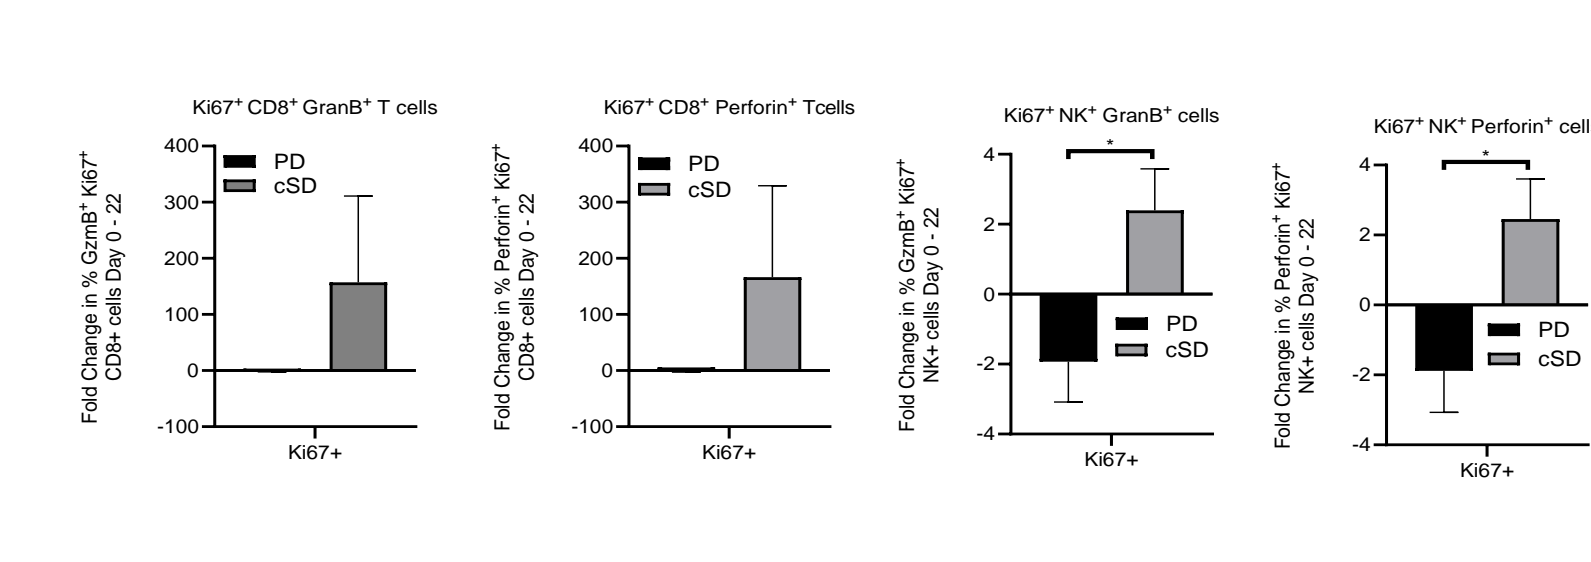 Ki67+ CD8+ GranB+ T cells
Fold Change in % GzmB+ Ki67+
CD8+ cells Day 0 - 22
400
300
200
100
0
-100
PD
cSD
Ki67+
Ki67+ CD8+ Perforin+ Tcells
Fold Change in % Perforin+ Ki67+
CD8+ cells Day 0 - 22
400
300
200
100
0
-100
PD
cSD
Ki67+
Ki67+ NK+ GranB+ cells
Fold Change in % GzmB+ Ki67+
NK+ cells Day 0 - 22
4
2
0
-2
-4
*
PD
cSD
Ki67+
Ki67+ NK+ Perforin+ cell
Fold Change in % Perforin+ Ki67+
NK+ cells Day 0 - 22
4
2
0
-2
-4
*
PD
cSD
Ki67+